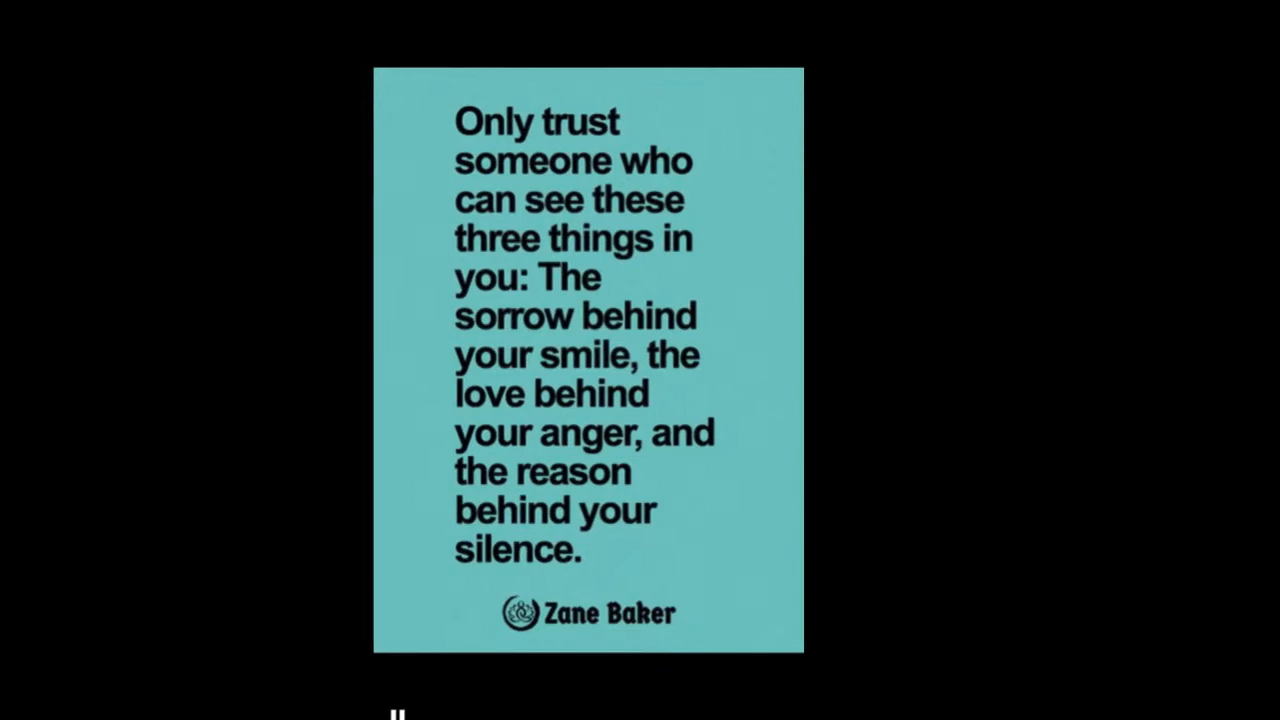 Only trust
someone who
can see these
three things in
you: The
sorrow behind
your smile, the
love behind
your anger, and
the reason
behind your
silence.
Zane Baker